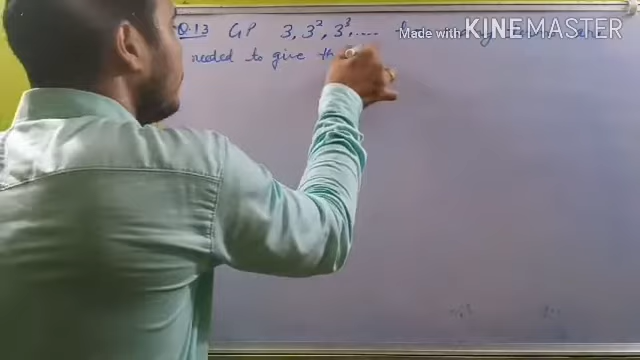 Q.13 GP 3, 3², 3³, .... Made with KINEMASTER
needed to give th